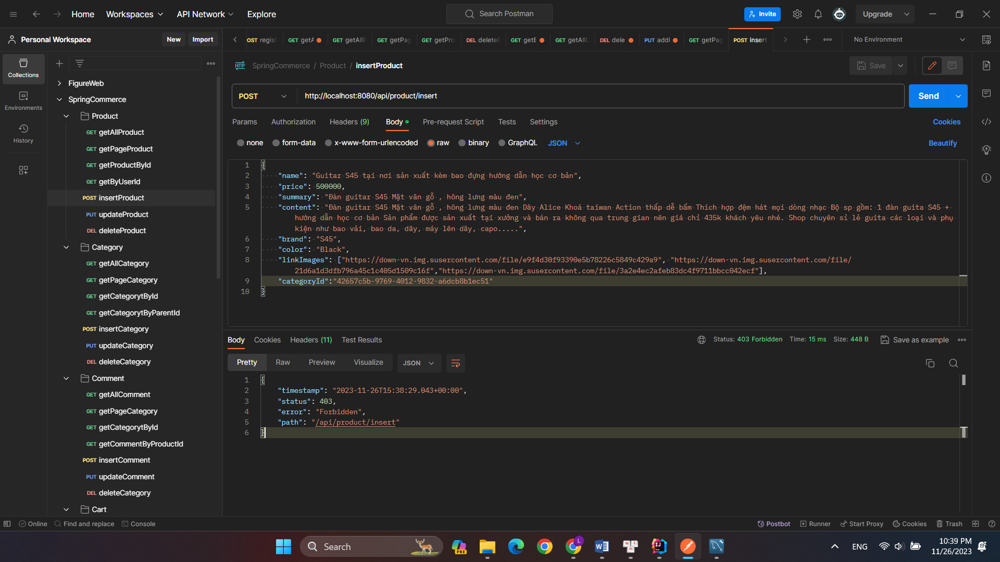 Home
Workspaces
API Network
Explore
Search Postman
Invite
Upgrade
Personal Workspace
New
Import
OST regist
GET getA
GET getAllP
GET getPag
GET getPro
DEL deleteP
GET getB
GET getAllU
DEL dele
PUT addI
GET getPag
POST insert
No Environment
Collections
Environments
History
FigureWeb
SpringCommerce
Product
GET getAllProduct
GET getPageProduct
GET getProductById
GET getByUserId
POST insertProduct
PUT updateProduct
DEL deleteProduct
Category
GET getAllCategory
GET getPageCategory
GET getCategorytById
GET getCategorytByParentId
POST insertCategory
PUT updateCategory
DEL deleteCategory
Comment
GET getAllComment
GET getPageCategory
GET getCategorytById
GET getCommentByProductId
POST insertComment
PUT updateComment
DEL deleteCategory
Cart
HTTP SpringCommerce / Product / insertProduct
Save
POST http://localhost:8080/api/product/insert
Send
Params Authorization Headers (9) Body Pre-request Script Tests Settings
Cookies
none form-data x-www-form-urlencoded raw binary GraphQL JSON
Beautify
1 {
2 "name": "Guitar S45 tại nơi sản xuất kèm bao đựng hướng dẫn học cơ bản",
3 "price": 500000,
4 "summary": "Đàn guitar S45 Mặt vân gỗ , hông lưng màu đen",
5 "content": "Đàn guitar S45 Mặt vân gỗ , hông lưng màu đen Dây Alice Khoá taiwan Action thấp dễ bấm Thích hợp đệm hát mọi dòng nhạc Bộ sp gồm: 1 đàn guita S45 +
hướng dẫn học cơ bản Sản phẩm được sản xuất tại xưởng và bán ra không qua trung gian nên giá chỉ 435k khách yêu nhé. Shop chuyên sỉ lẻ guita các loại và phụ
kiện như bao vải, bao da, dây, máy lên dây, capo.....",
6 "brand": "S45",
7 "color": "Black",
8 "linkImages": ["https://down-vn.img.susercontent.com/file/e9f4d30f93390e5b78226c5849c429a9", "https://down-vn.img.susercontent.com/file/
21d6a1d3dfb796a45c1c405d1509c16f","https://down-vn.img.susercontent.com/file/3a2e4ec2afeb83dc4f9711bbcc042ecf"],
9 "categoryId":"42657c5b-9769-4012-9832-a6dcb8b1ec51"
10 }
Body Cookies Headers (11) Test Results
Status: 403 Forbidden Time: 15 ms Size: 448 B
Save as example
Pretty Raw Preview Visualize JSON
1 {
2 "timestamp": "2023-11-26T15:38:29.043+00:00",
3 "status": 403,
4 "error": "Forbidden",
5 "path": "/api/product/insert"
6 }
Online
Find and replace
Console
Postbot
Runner
Start Proxy
Cookies
Trash
Search
PRE
L
W
IJ
ENG
10:39 PM
11/26/2023